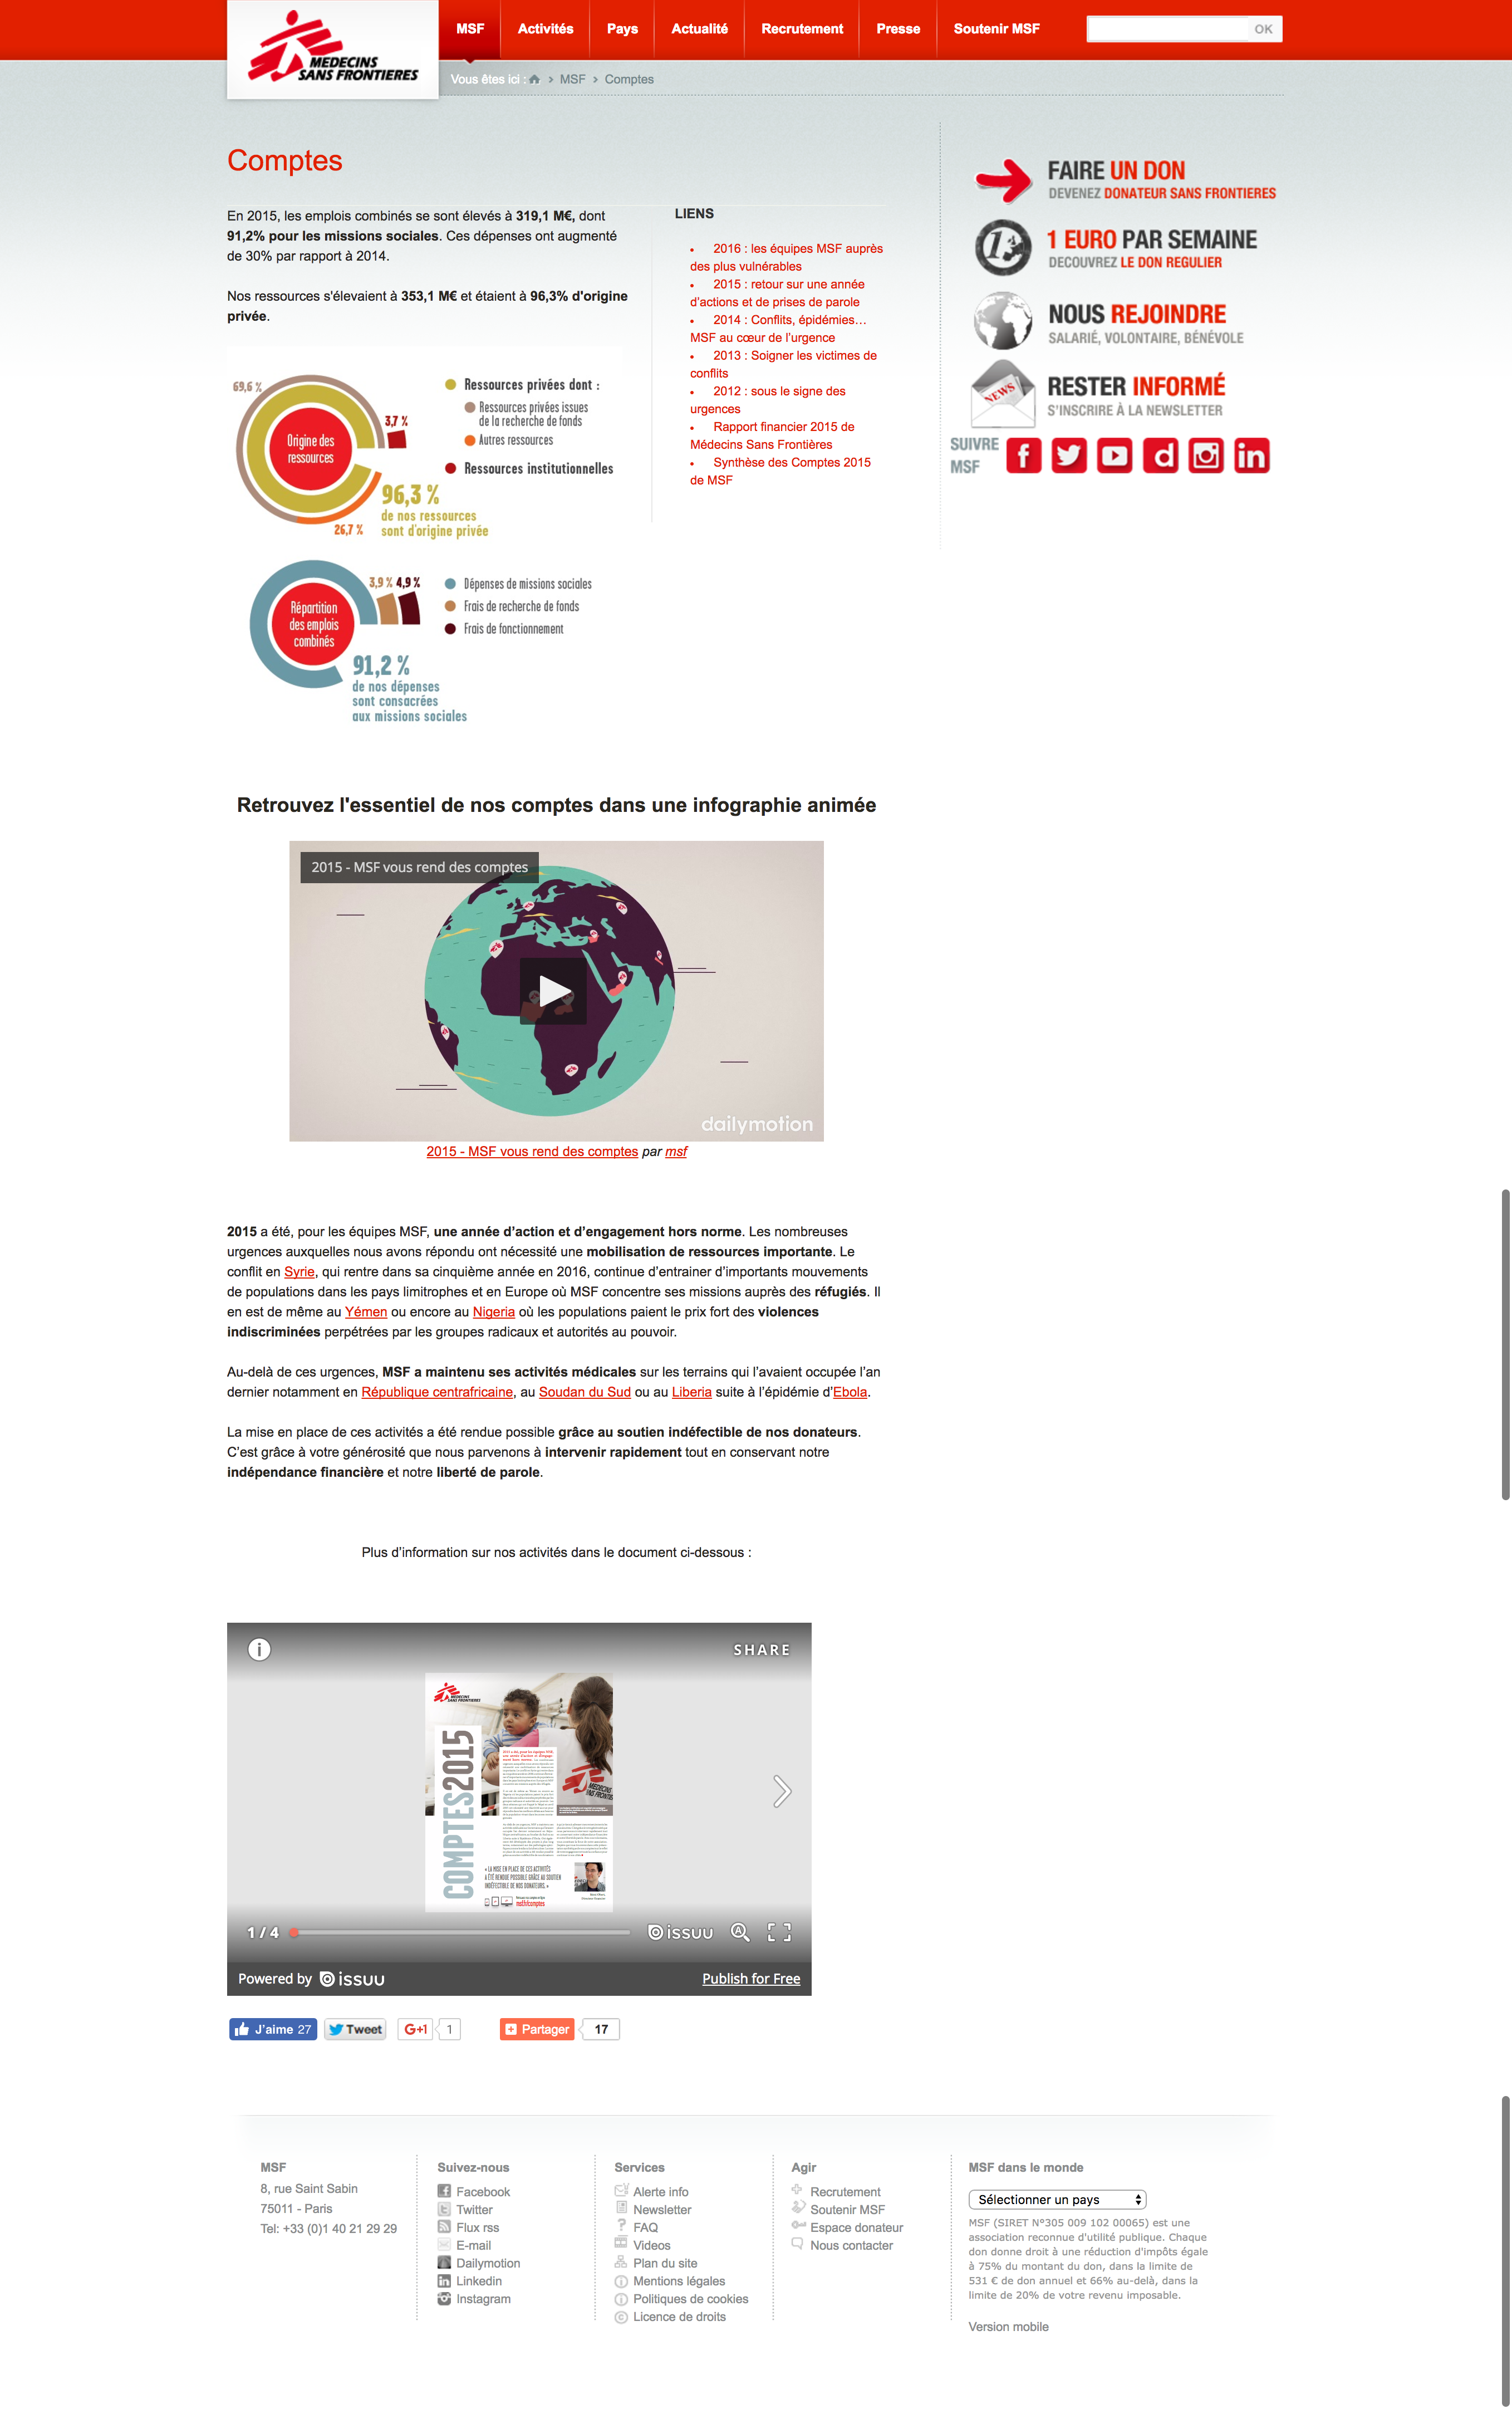 MEDECINS
SANS FRONTIERES
MSF
Activités
Pays
Actualité
Recrutement
Presse
Soutenir MSF
OK
Vous êtes ici : > MSF > Comptes
Comptes
En 2015, les emplois combinés se sont élevés à 319,1 M€, dont
91,2% pour les missions sociales. Ces dépenses ont augmenté
de 30% par rapport à 2014.
Nos ressources s'élevaient à 353,1 M€ et étaient à 96,3% d'origine
privée.
69,6 %
Origine des
ressources
3,7 %
26,7 %
96,3 %
de nos ressources
sont d'origine privée
Ressources privées dont :
Ressources privées issues
de la recherche de fonds
Autres ressources
Ressources institutionnelles
Répartition
des emplois
combinés
3,9 % 4,9 %
91,2 %
de nos dépenses
sont consacrées
aux missions sociales
Dépenses de missions sociales
Frais de recherche de fonds
Frais de fonctionnement
LIENS
• 2016 : les équipes MSF auprès
des plus vulnérables
• 2015 : retour sur une année
d'actions et de prises de parole
• 2014 : Conflits, épidémies…
MSF au cœur de l'urgence
• 2013 : Soigner les victimes de
conflits
• 2012 : sous le signe des
urgences
• Rapport financier 2015 de
Médecins Sans Frontières
• Synthèse des Comptes 2015
de MSF
FAIRE UN DON
DEVENEZ DONATEUR SANS FRONTIERES
1€
1 EURO PAR SEMAINE
DECOUVREZ LE DON REGULIER
NOUS REJOINDRE
SALARIÉ, VOLONTAIRE, BÉNÉVOLE
NEWS
RESTER INFORMÉ
S'INSCRIRE À LA NEWSLETTER
SUIVRE
MSF
Retrouvez l'essentiel de nos comptes dans une infographie animée
2015 - MSF vous rend des comptes
dailymotion
2015 - MSF vous rend des comptes par msf
2015 a été, pour les équipes MSF, une année d’action et d’engagement hors norme. Les nombreuses
urgences auxquelles nous avons répondu ont nécessité une mobilisation de ressources importante. Le
conflit en Syrie, qui rentre dans sa cinquième année en 2016, continue d’entrainer d’importants mouvements
de populations dans les pays limitrophes et en Europe où MSF concentre ses missions auprès des réfugiés. Il
en est de même au Yémen ou encore au Nigeria où les populations paient le prix fort des violences
indiscriminées perpétrées par les groupes radicaux et autorités au pouvoir.
Au-delà de ces urgences, MSF a maintenu ses activités médicales sur les terrains qui l’avaient occupée l’an
dernier notamment en République centrafricaine, au Soudan du Sud ou au Liberia suite à l’épidémie d’Ebola.
La mise en place de ces activités a été rendue possible grâce au soutien indéfectible de nos donateurs.
C’est grâce à votre générosité que nous parvenons à intervenir rapidement tout en conservant notre
indépendance financière et notre liberté de parole.
Plus d’information sur nos activités dans le document ci-dessous :
SHARE
MEDECINS
SANS FRONTIERES
COMPTES2015
MEDECINS
SANS FRONTIE
« LA MISE EN PLACE DE CES ACTIVITÉS
A ÉTÉ RENDUE POSSIBLE GRÂCE AU SOUTIEN
INDÉFECTIBLE DE NOS DONATEURS. »
1 / 4
issuu
Powered by issuu
Publish for Free
J'aime 27
Tweet
G+1
1
Partager
17
MSF
8, rue Saint Sabin
75011 - Paris
Tel: +33 (0)1 40 21 29 29
Suivez-nous
Facebook
Twitter
Flux rss
E-mail
Dailymotion
Linkedin
Instagram
Services
Alerte info
Newsletter
FAQ
Videos
Plan du site
Mentions légales
Politiques de cookies
Licence de droits
Agir
Recrutement
Soutenir MSF
Espace donateur
Nous contacter
MSF dans le monde
Sélectionner un pays
MSF (SIRET N°305 009 102 00065) est une
association reconnue d'utilité publique. Chaque
don donne droit à une réduction d'impôts égale
à 75% du montant du don, dans la limite de
531 € de don annuel et 66% au-delà, dans la
limite de 20% de votre revenu imposable.
Version mobile